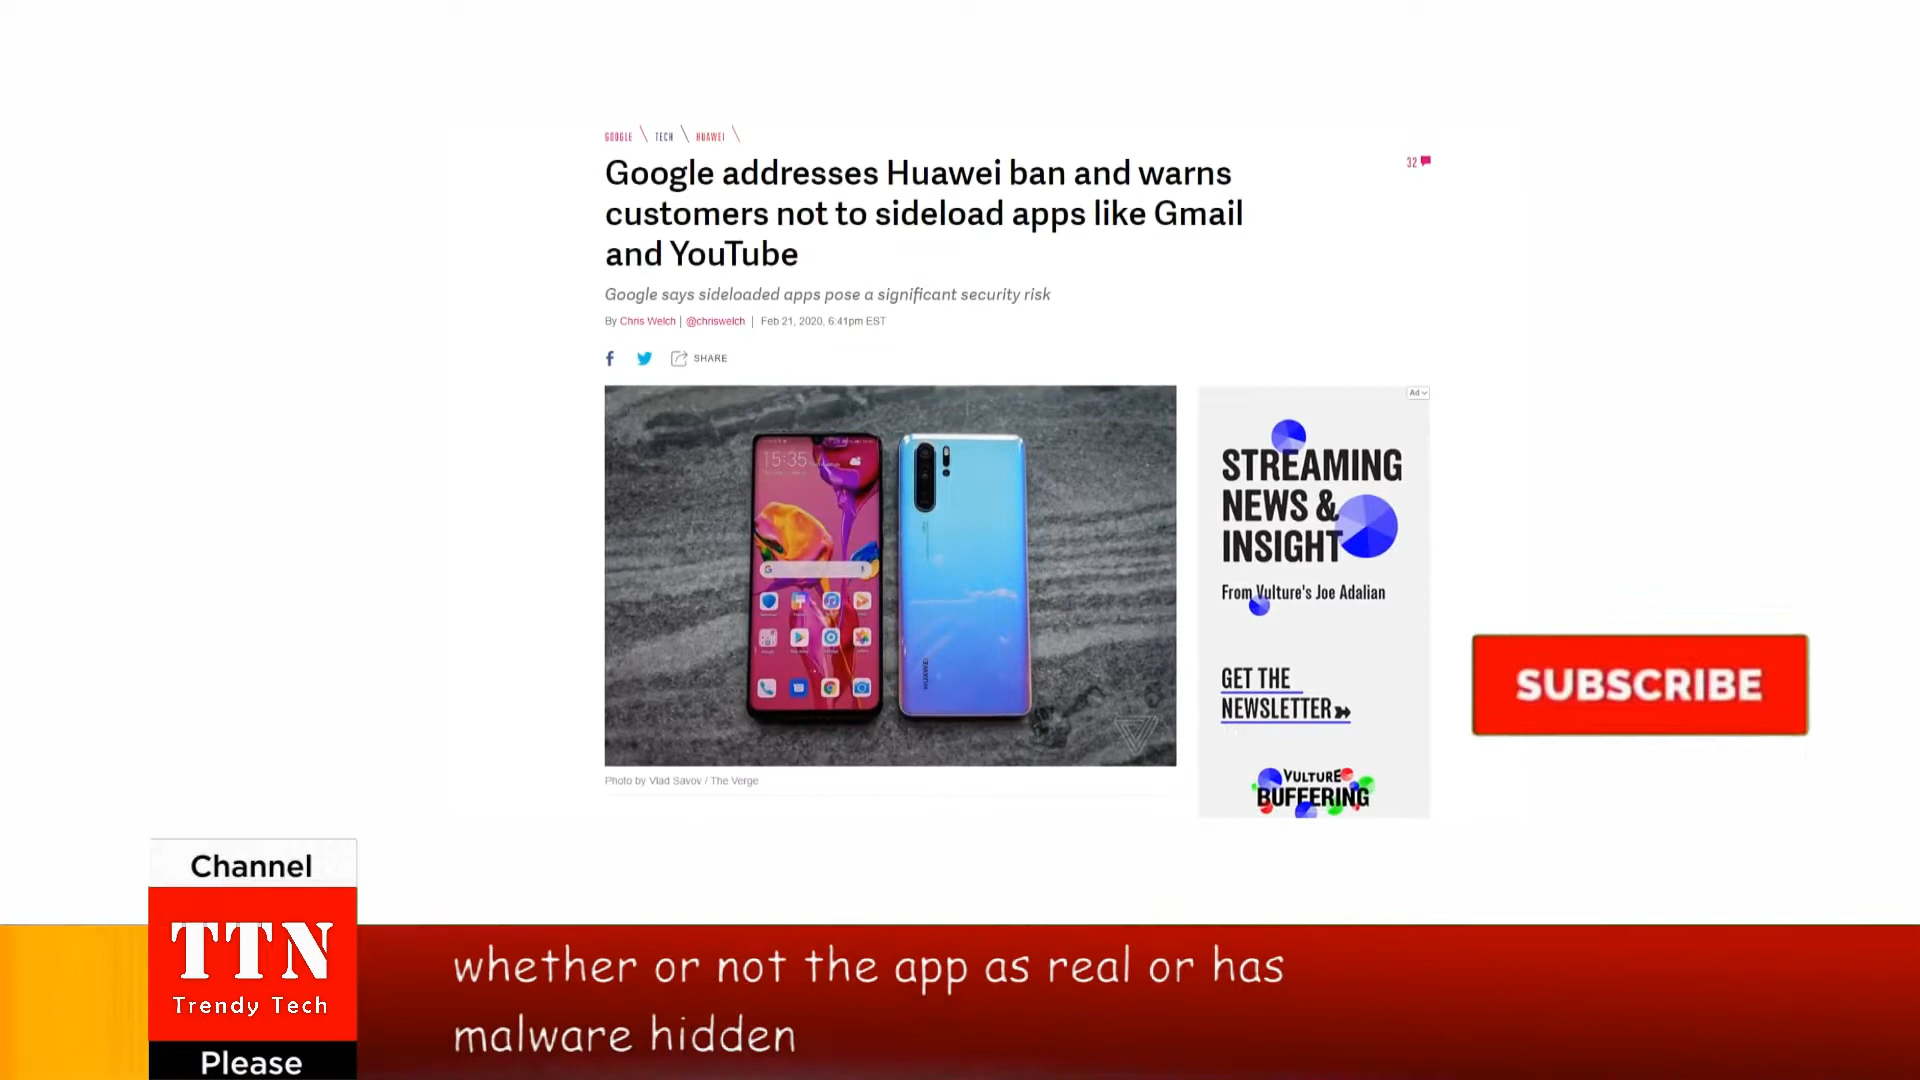 GOOGLE \ TECH \ HUAWEI \
Google addresses Huawei ban and warns
customers not to sideload apps like Gmail
and YouTube
32
Google says sideloaded apps pose a significant security risk
By Chris Welch | @chriswelch | Feb 21, 2020, 6:41pm EST
SHARE
15:35
HUAWEI
Photo by Vlad Savov / The Verge
Ad
STREAMING
NEWS &
INSIGHT
From Vulture's Joe Adalian
GET THE
NEWSLETTER
VULTURE
BUFFERING
SUBSCRIBE
Channel
TTN
Trendy Tech
Please
whether or not the app as real or has
malware hidden